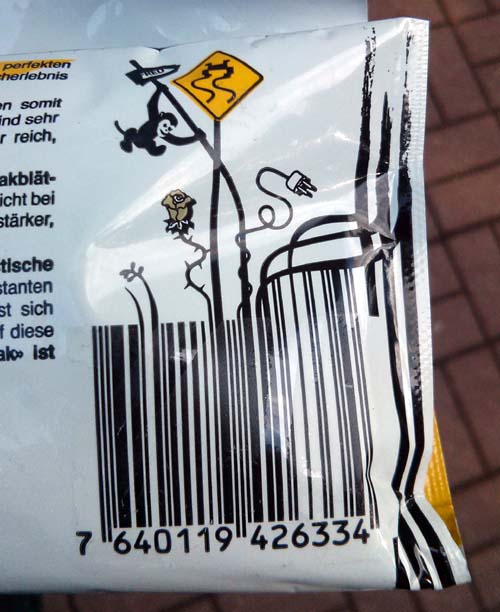 perfekten
cherlebnis
en somit
ind sehr
r reich,
akblät-
icht bei
stärker,
tische
stanten
st sich
f diese
ak» ist
RED
7 640119 426334